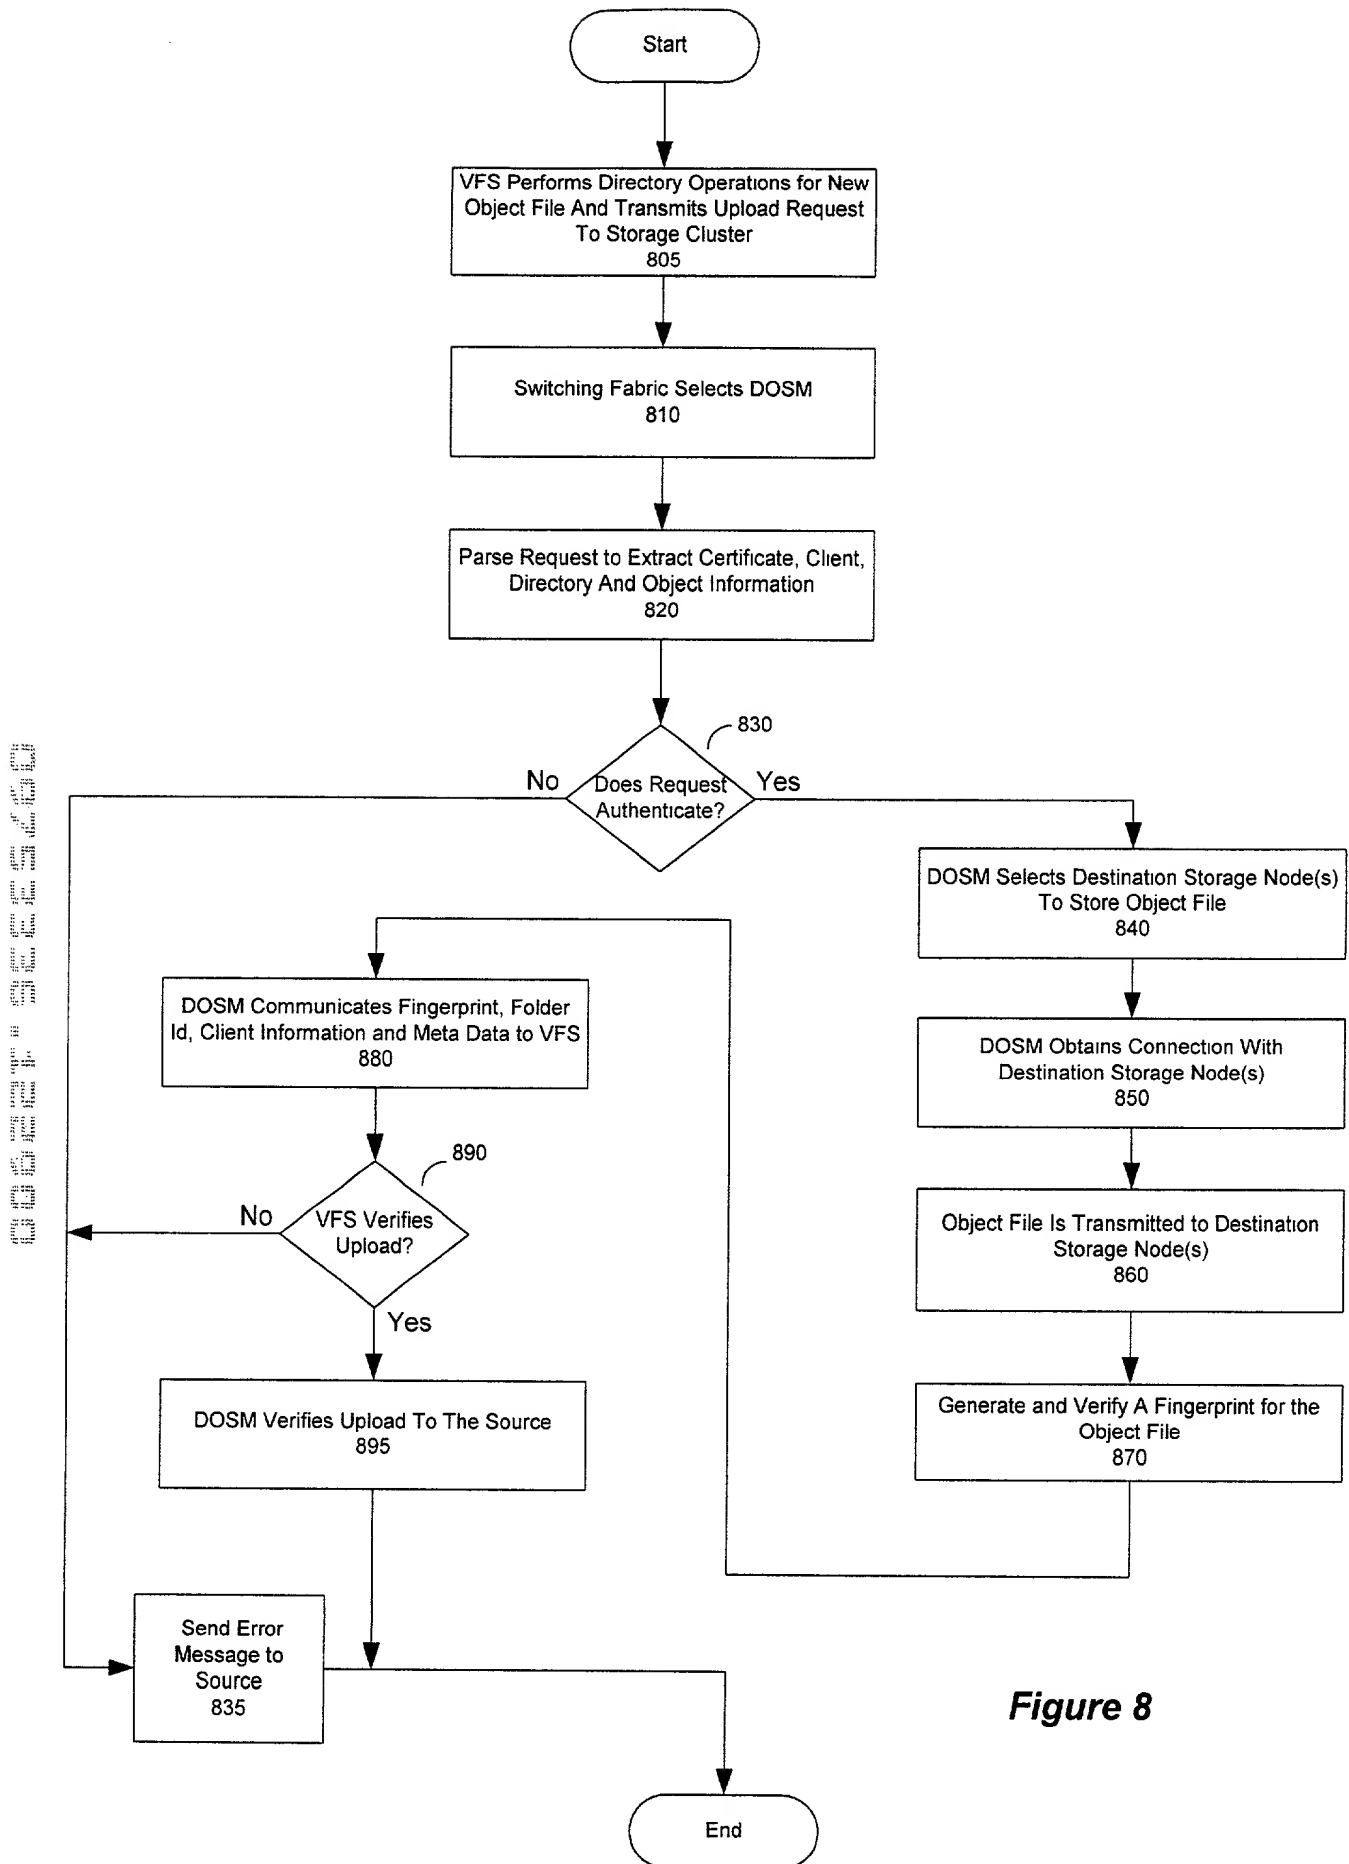 Start
VFS Performs Directory Operations for New
Object File And Transmits Upload Request
To Storage Cluster
805
Switching Fabric Selects DOSM
810
Parse Request to Extract Certificate, Client,
Directory And Object Information
820
830
No
Does Request
Authenticate?
Yes
DOSM Selects Destination Storage Node(s)
To Store Object File
840
DOSM Obtains Connection With
Destination Storage Node(s)
850
Object File Is Transmitted to Destination
Storage Node(s)
860
Generate and Verify A Fingerprint for the
Object File
870
DOSM Communicates Fingerprint, Folder
Id, Client Information and Meta Data to VFS
880
890
No
VFS Verifies
Upload?
Yes
DOSM Verifies Upload To The Source
895
Send Error
Message to
Source
835
Figure 8
End